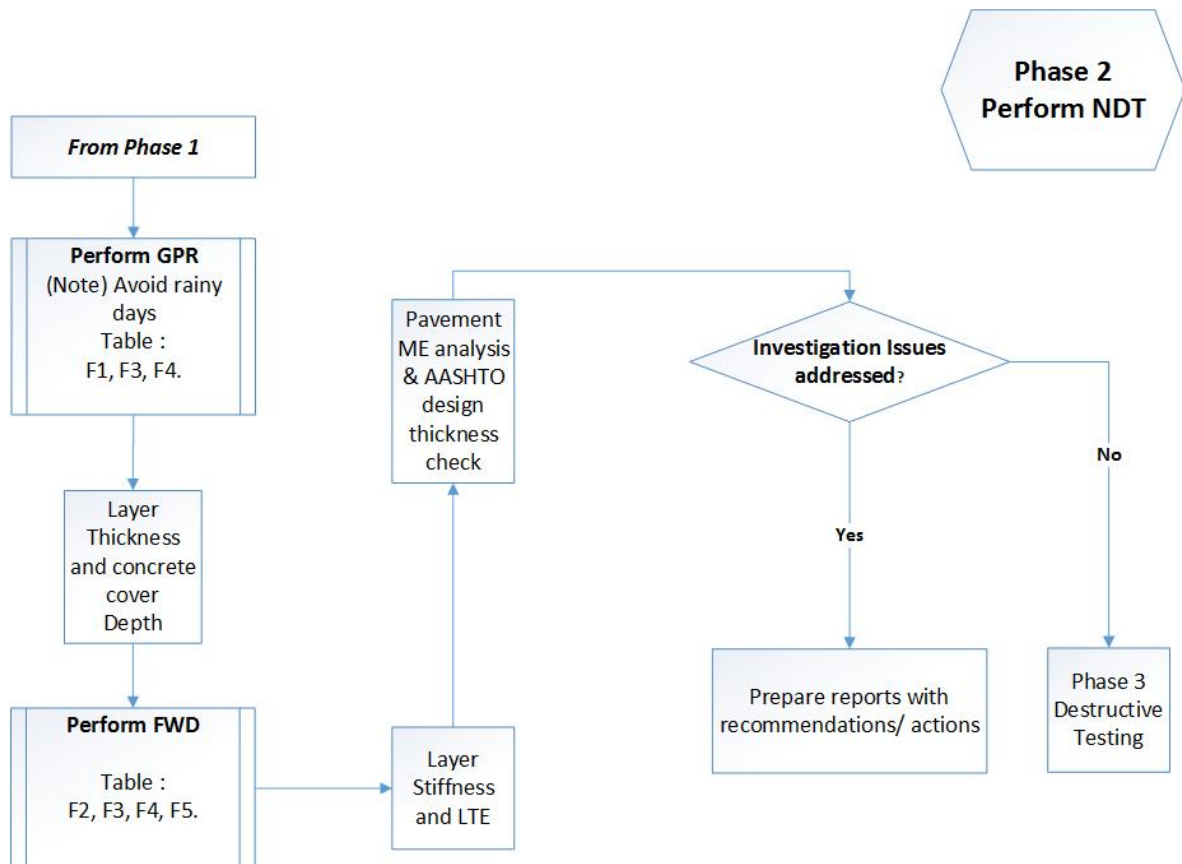 Phase 2
Perform NDT
From Phase 1
Perform GPR
(Note) Avoid rainy
days
Table :
F1, F3, F4.
Layer
Thickness
and concrete
cover
Depth
Perform FWD
Table :
F2, F3, F4, F5.
Layer
Stiffness
and LTE
Pavement
ME analysis
& AASHTO
design
thickness
check
Investigation Issues
addressed?
Yes
No
Prepare reports with
recommendations/ actions
Phase 3
Destructive
Testing